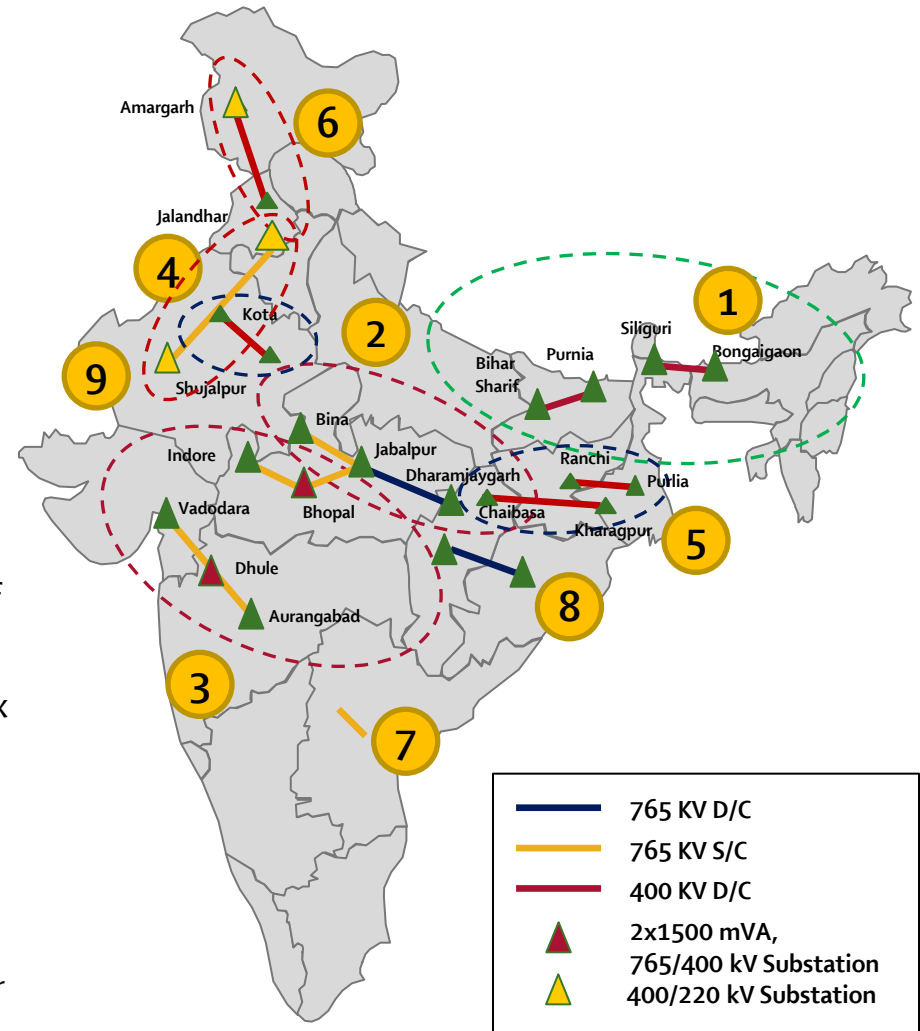 Amargarh
6
Jalandhar
4
1
Siliguri
Kota
2
Purnia
Bongaigaon
Bihar
Sharif
9
Shujalpur
Bina
Indore
Jabalpur
Dharamjaygarh
Ranchi
Purlia
Vadodara
Bhopal
Chaibasa
Kharagpur
5
Dhule
8
Aurangabad
3
7
765 KV D/C
765 KV S/C
400 KV D/C
2x1500 mVA,
765/400 kV Substation
400/220 kV Substation